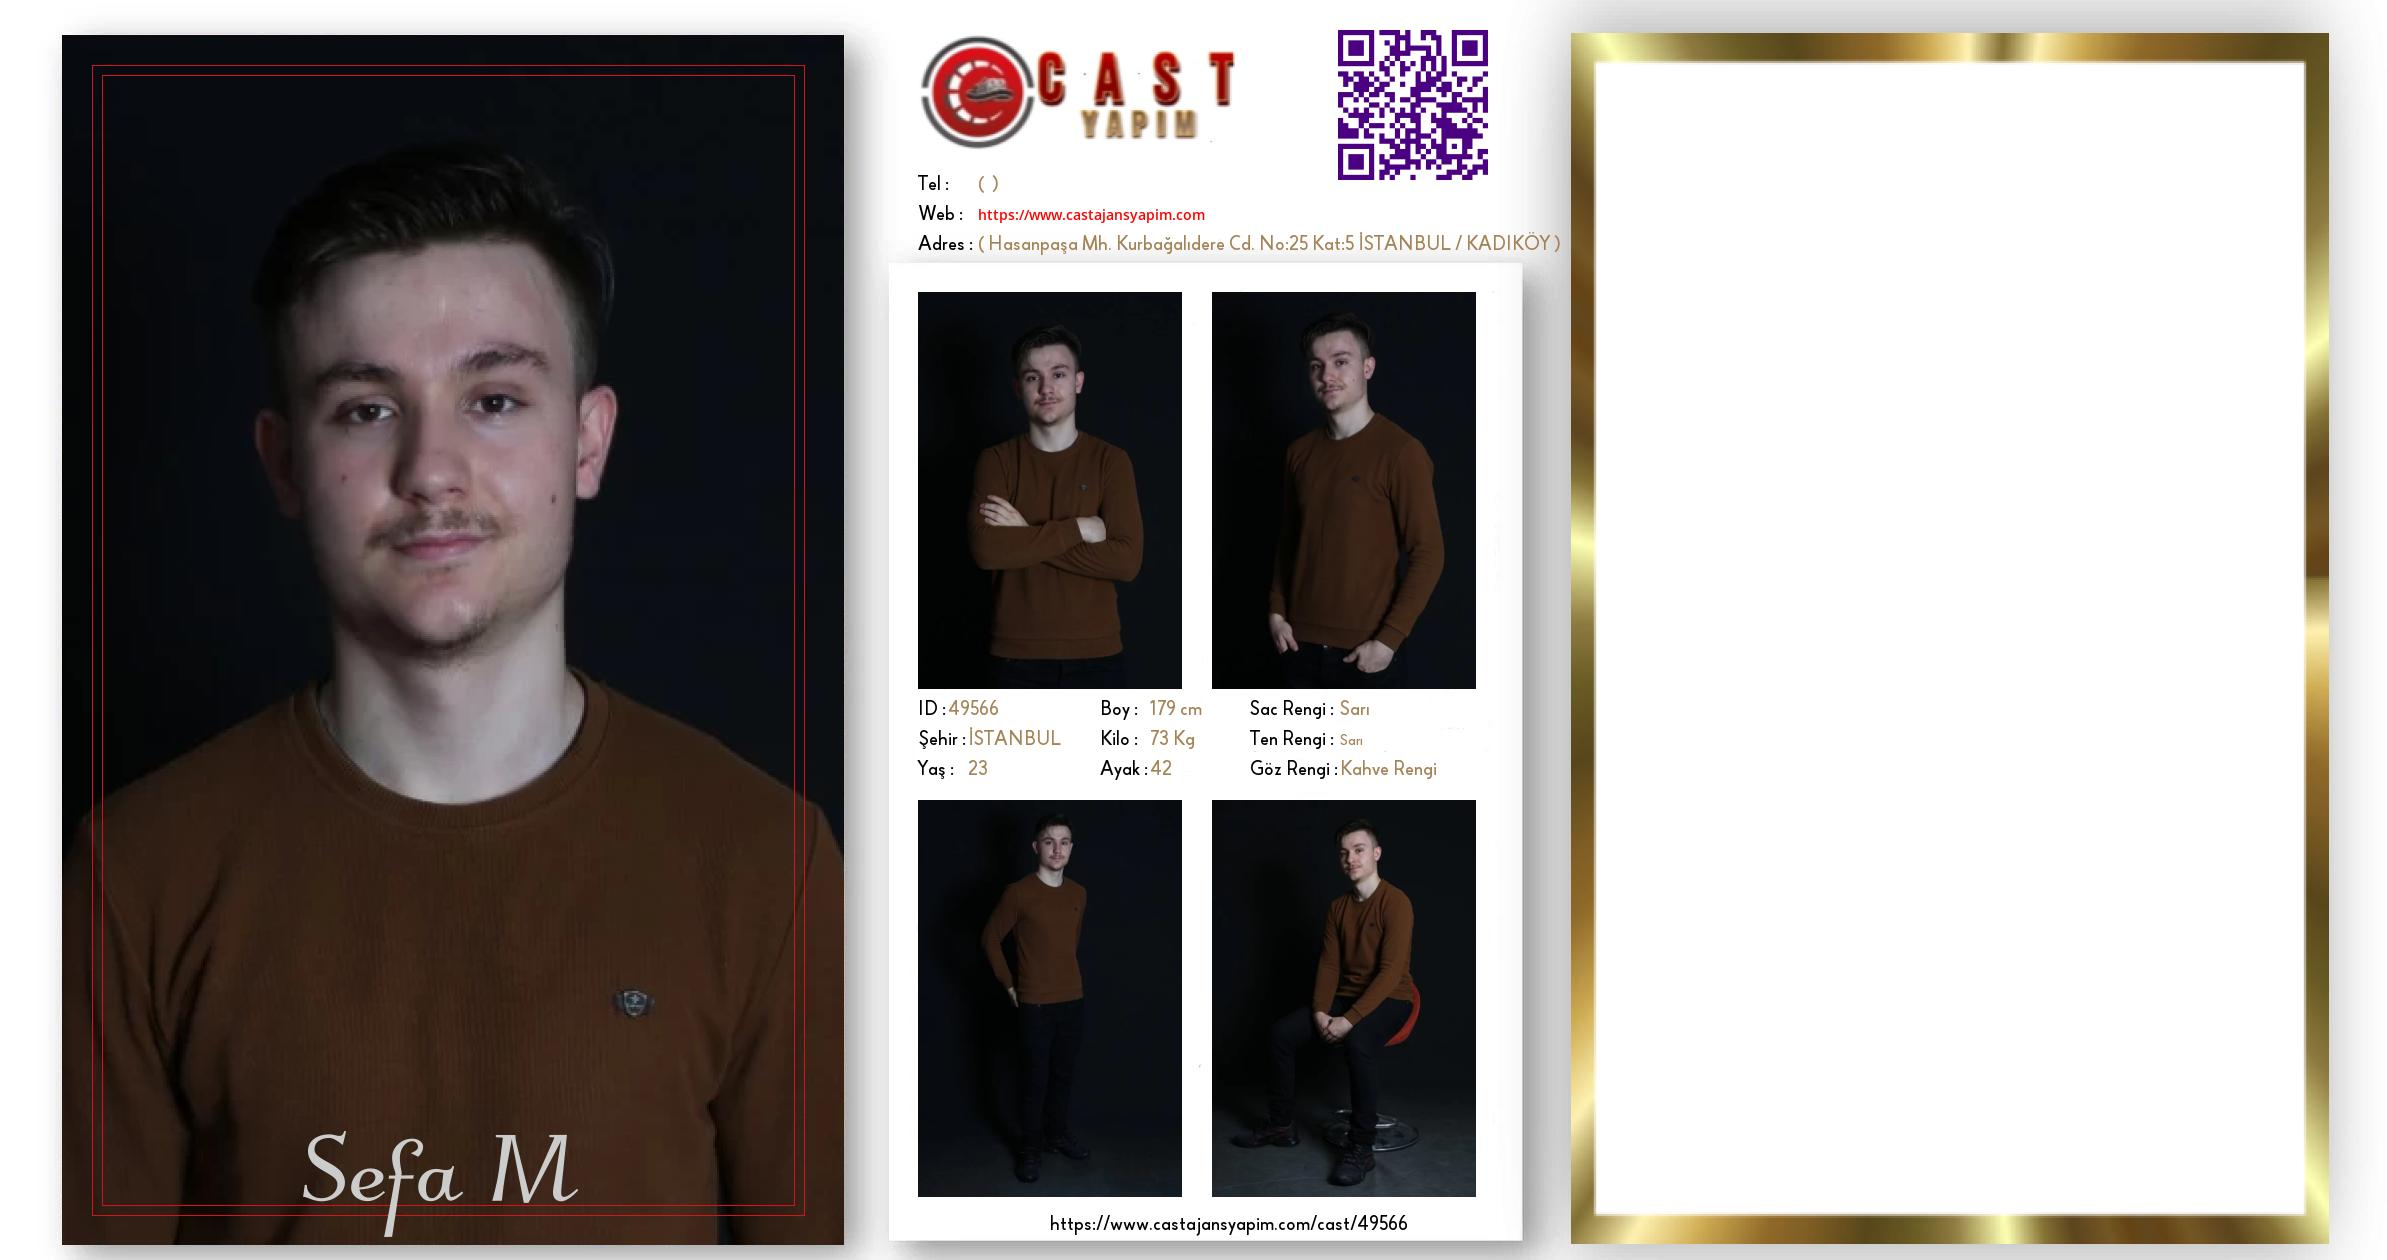 Sefa M
CAST
YAPIM
Tel : ( )
Web : https://www.castajansyapim.com
Adres : ( Hasanpaşa Mh. Kurbağalıdere Cd. No:25 Kat:5 İSTANBUL / KADIKÖY )
ID : 49566 Boy : 179 cm Sac Rengi : Sarı
Şehir : İSTANBUL Kilo : 73 Kg Ten Rengi : Sarı
Yaş : 23 Ayak : 42 Göz Rengi : Kahve Rengi
https://www.castajansyapim.com/cast/49566